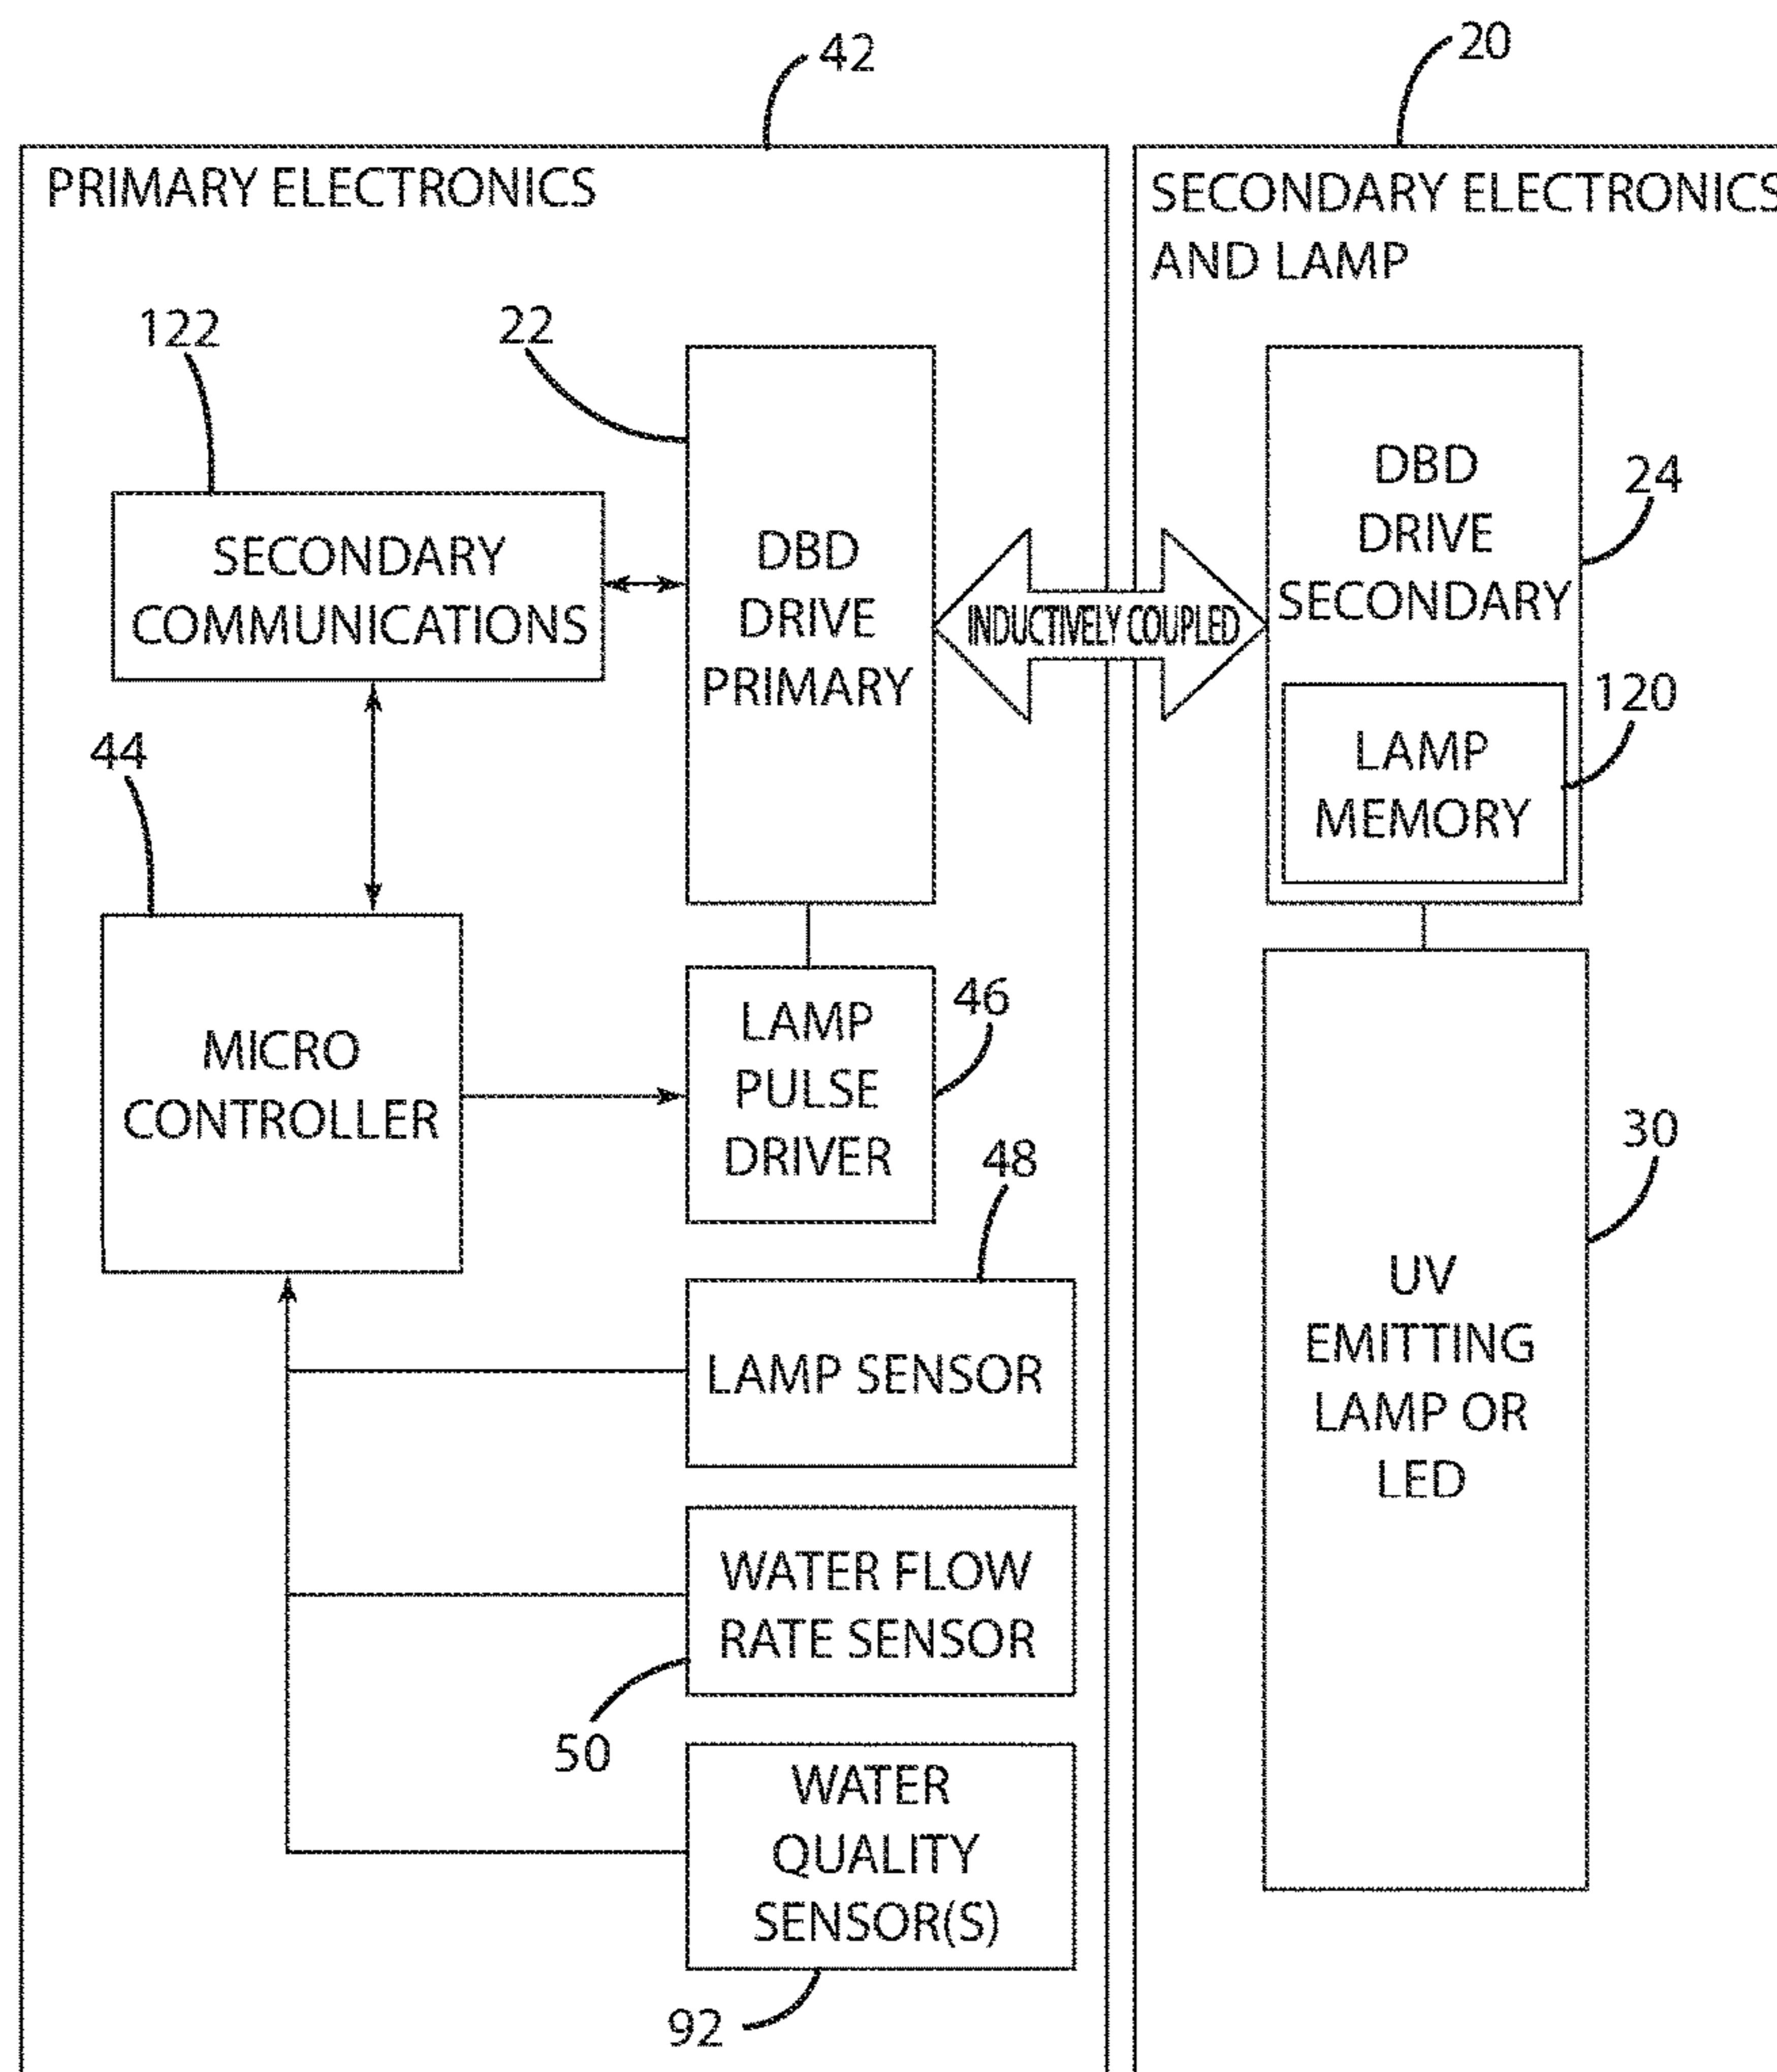 42
20
PRIMARY ELECTRONICS
SECONDARY ELECTRONICS
AND LAMP
122
22
SECONDARY
COMMUNICATIONS
DBD
DRIVE
PRIMARY
INDUCTIVELY COUPLED
DBD
DRIVE
SECONDARY
24
120
LAMP
MEMORY
44
MICRO
CONTROLLER
LAMP
PULSE
DRIVER
46
48
30
UV
EMITTING
LAMP OR
LED
LAMP SENSOR
WATER FLOW
RATE SENSOR
50
WATER
QUALITY
SENSOR(S)
92